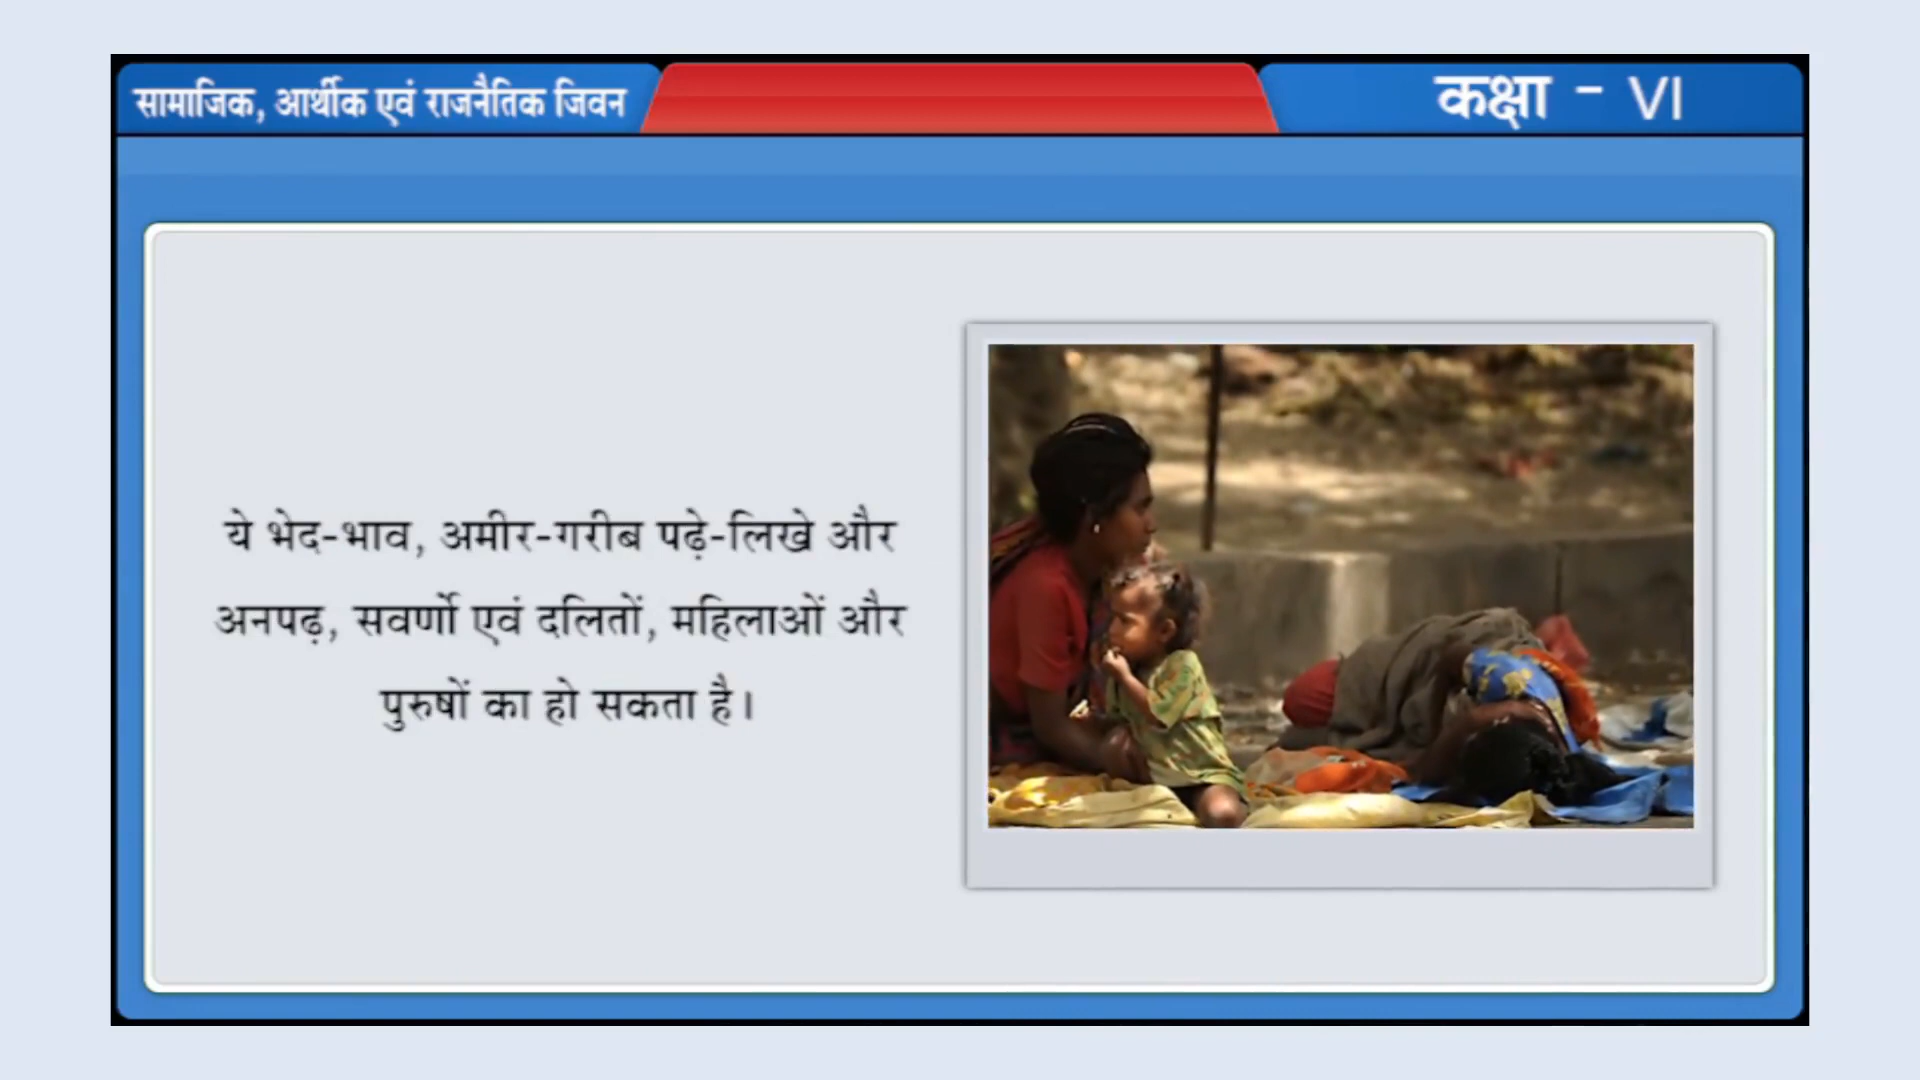 सामाजिक, आर्थीक एवं राजनैतिक जिवन
कक्षा - VI
ये भेद-भाव, अमीर-गरीब पढ़े-लिखे और
अनपढ़, सवर्णो एवं दलितों, महिलाओं और
पुरुषों का हो सकता है।